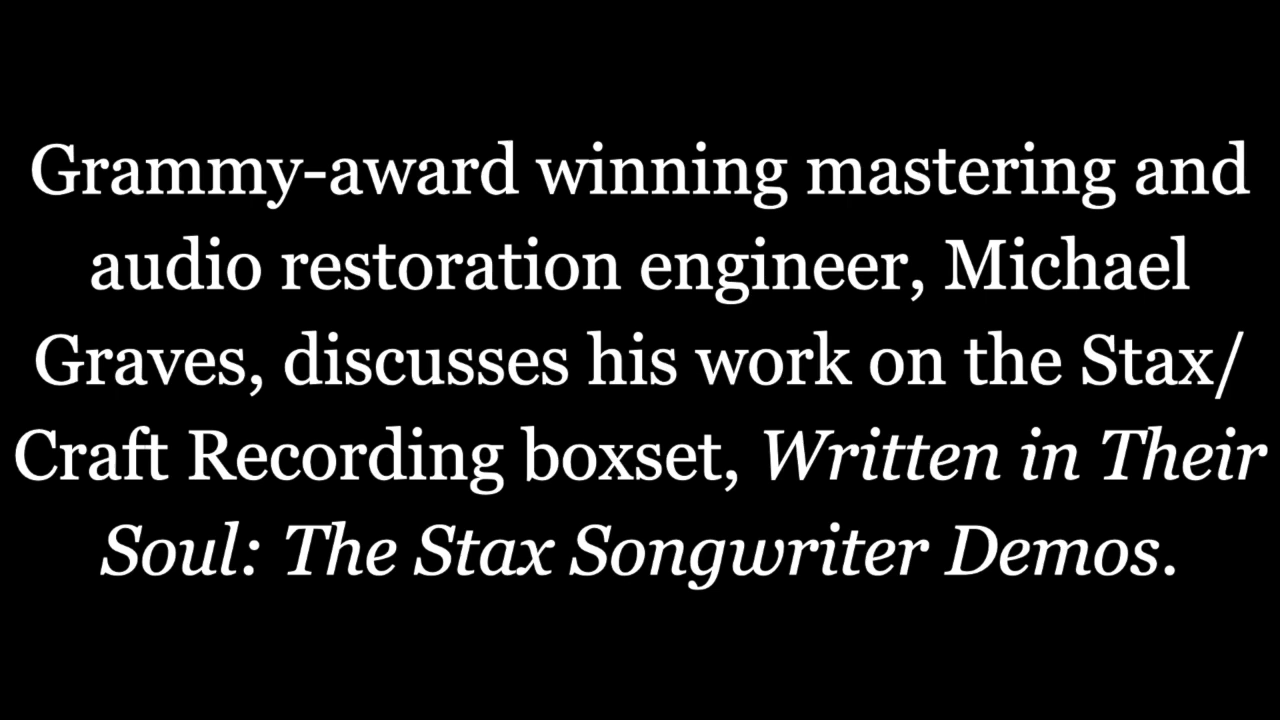 Grammy-award winning mastering and
audio restoration engineer, Michael
Graves, discusses his work on the Stax/
Craft Recording boxset, Written in Their
Soul: The Stax Songwriter Demos.